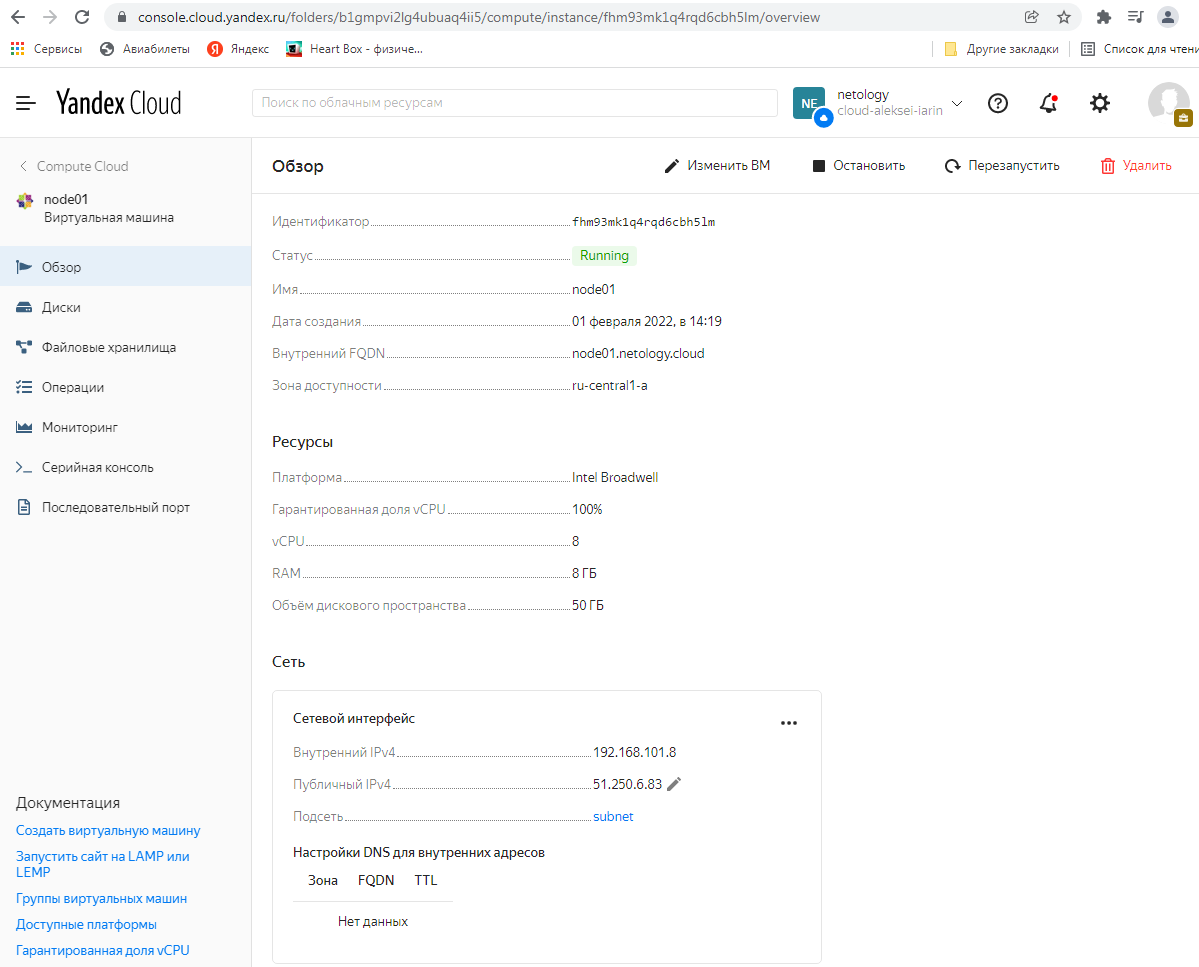 console.cloud.yandex.ru/folders/b1gmpvi2lg4ubuaq4ii5/compute/instance/fhm93mk1q4rqd6cbh5lm/overview
Сервисы Авиабилеты Яндекс Heart Box - физиче... Другие закладки Список для чтени
Yandex Cloud
Поиск по облачным ресурсам
NE
netology
cloud-aleksei-iarin
Compute Cloud
node01
Виртуальная машина
Обзор
Диски
Файловые хранилища
Операции
Мониторинг
Серийная консоль
Последовательный порт
Документация
Создать виртуальную машину
Запустить сайт на LAMP или
LEMP
Группы виртуальных машин
Доступные платформы
Гарантированная доля vCPU
Обзор Изменить ВМ Остановить Перезапустить Удалить
Идентификатор fhm93mk1q4rqd6cbh5lm
Статус Running
Имя node01
Дата создания 01 февраля 2022, в 14:19
Внутренний FQDN node01.netology.cloud
Зона доступности ru-central1-a
Ресурсы
Платформа Intel Broadwell
Гарантированная доля vCPU 100%
vCPU 8
RAM 8 ГБ
Объём дискового пространства 50 ГБ
Сеть
Сетевой интерфейс
Внутренний IPv4 192.168.101.8
Публичный IPv4 51.250.6.83
Подсеть subnet
Настройки DNS для внутренних адресов
Зона FQDN TTL
Нет данных